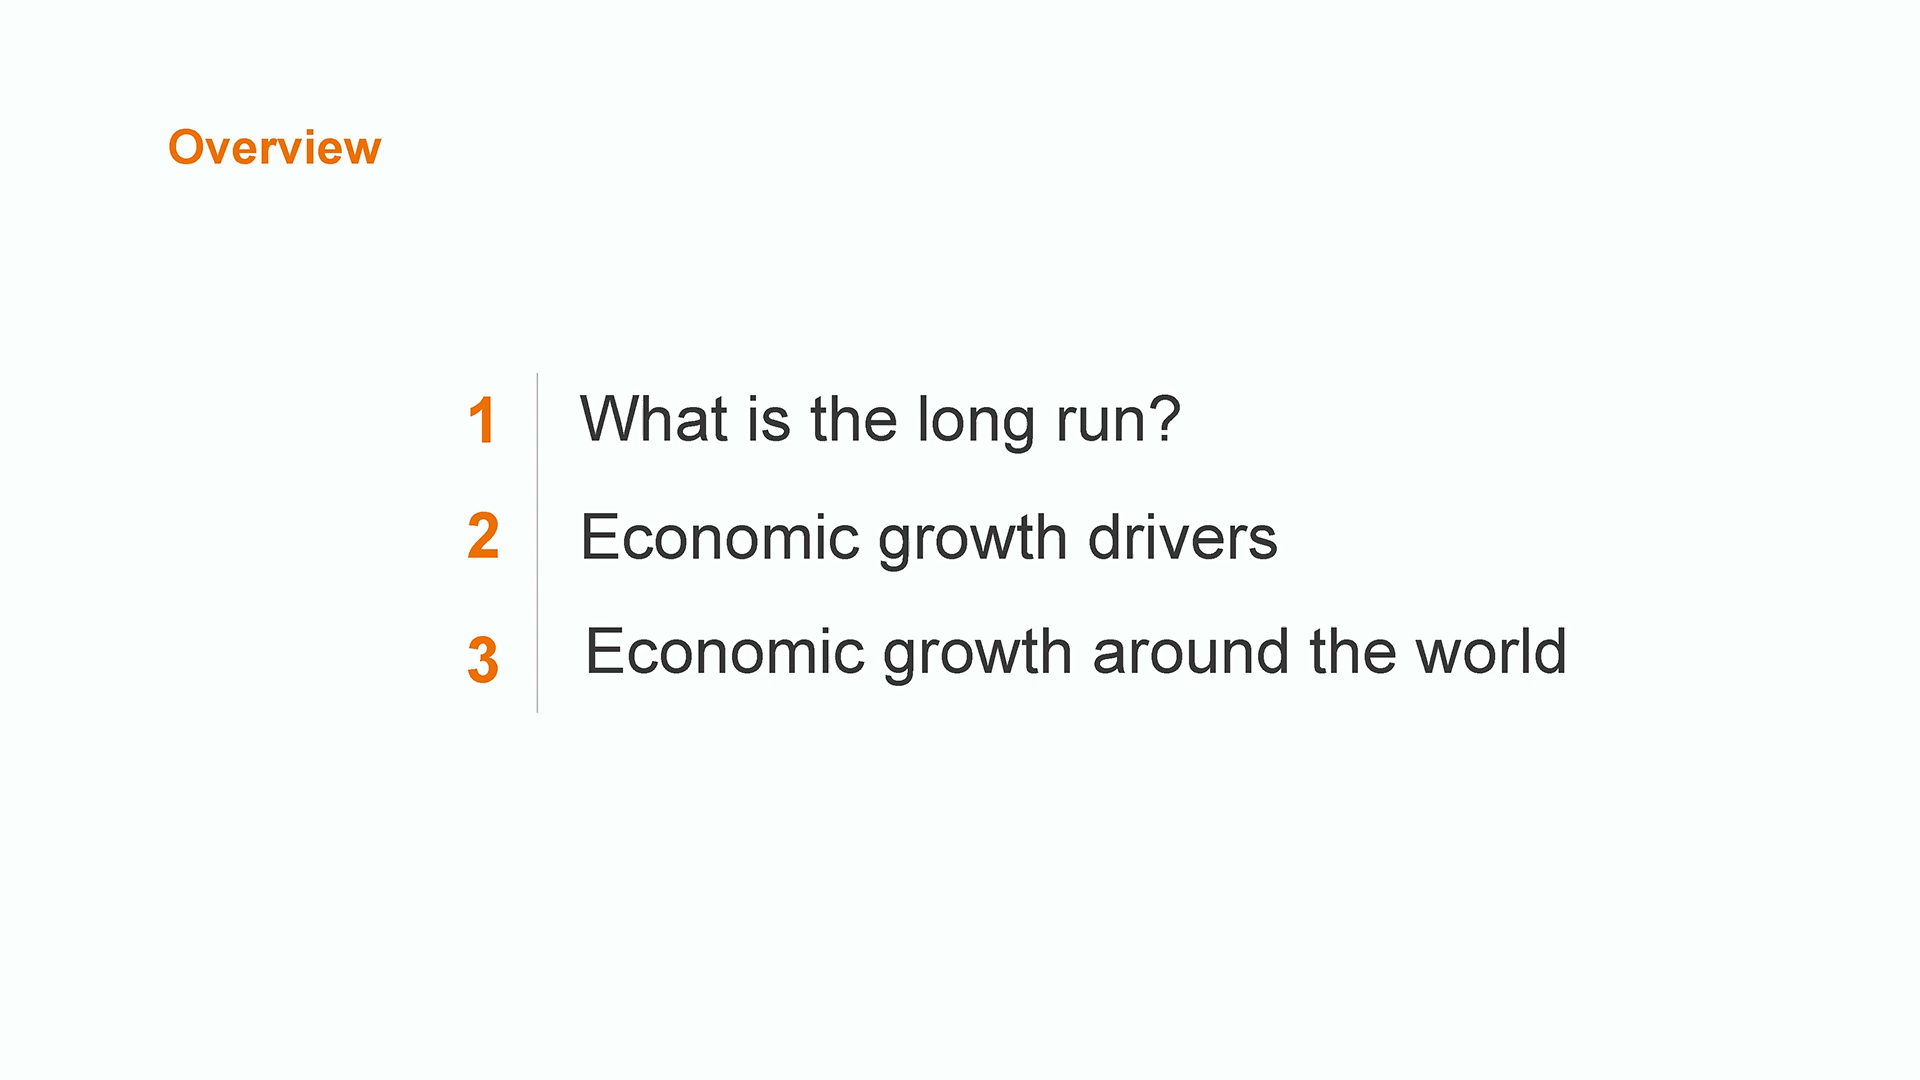 Overview
1 What is the long run?
2 Economic growth drivers
3 Economic growth around the world